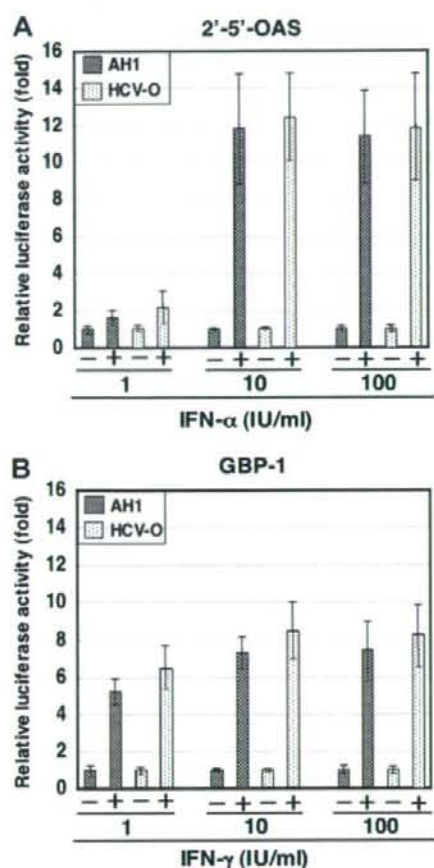 A
2'-5'-OAS
Relative luciferase activity (fold)
16
14
12
10
8
6
4
2
0
AH1
HCV-O
− + − + − + − + − + − +
1 10 100
IFN-α (IU/ml)
B
GBP-1
Relative luciferase activity (fold)
16
14
12
10
8
6
4
2
0
AH1
HCV-O
− + − + − + − + − + − +
1 10 100
IFN-γ (IU/ml)